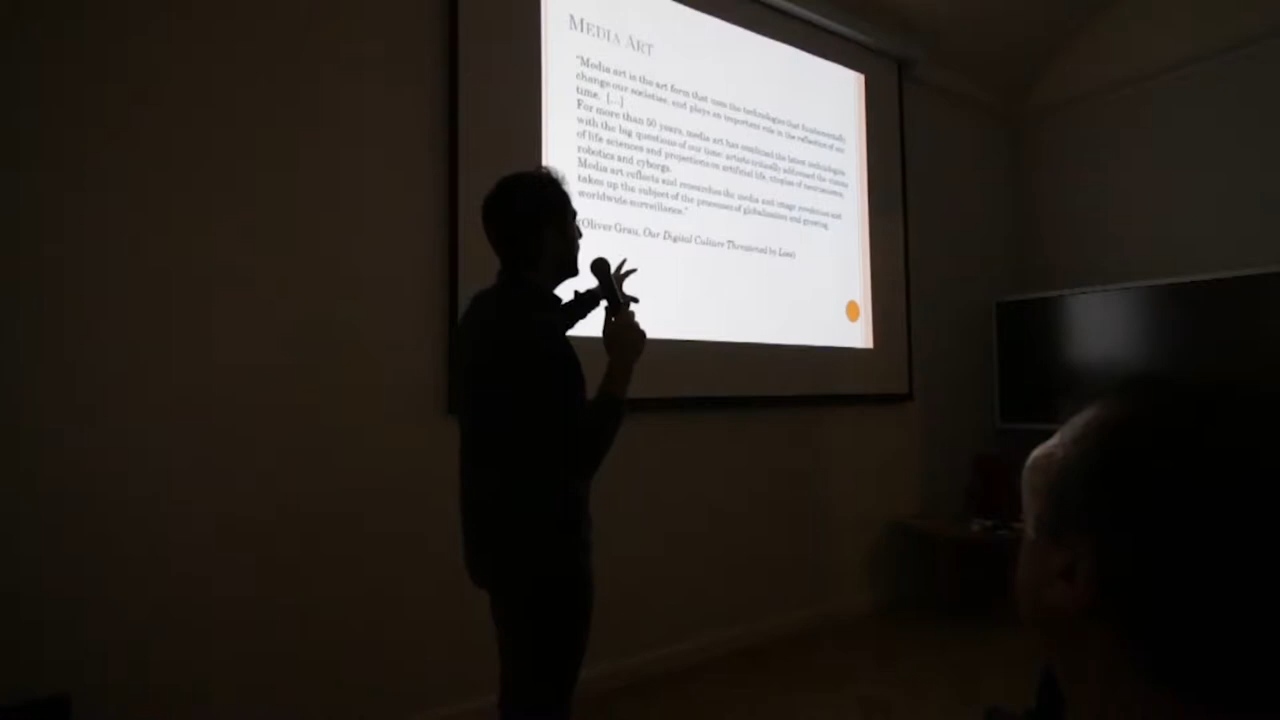 MEDIA ART
"Media art is the art form that uses the technologies that fundamentally
change our societies, and plays an important role in the reflection of our
time. [...]
For more than 50 years, media art has employed the latest technologies
with the big questions of our time: artists critically addressed the visions
of life sciences and projections on artificial life, utopias of neuroscience,
robotics and cyborgs.
Media art reflects and researches the media and image revolution and
takes up the subject of the processes of globalisation and growing
worldwide surveillance."
(Oliver Grau, Our Digital Culture Threatened by Loss)